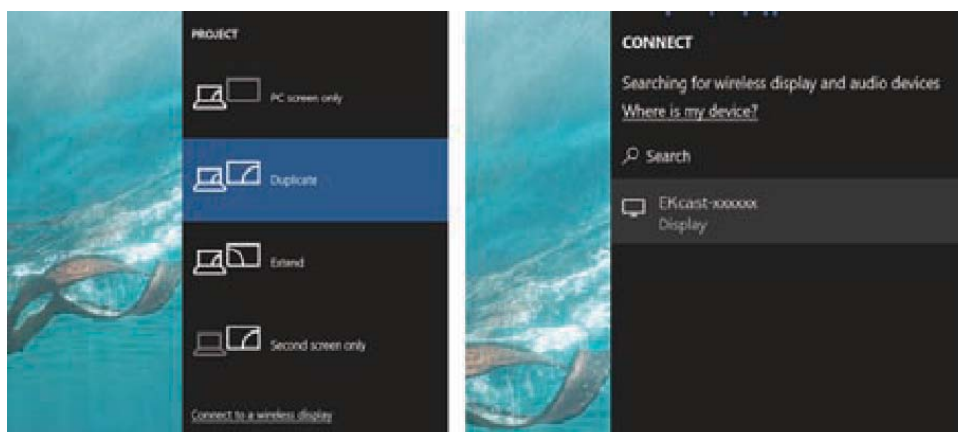 PROJECT
PC screen only
Duplicate
Extend
Second screen only
Connect to a wireless display
CONNECT
Searching for wireless display and audio devices
Where is my device?
Search
EKcast-xxxxxx
Display